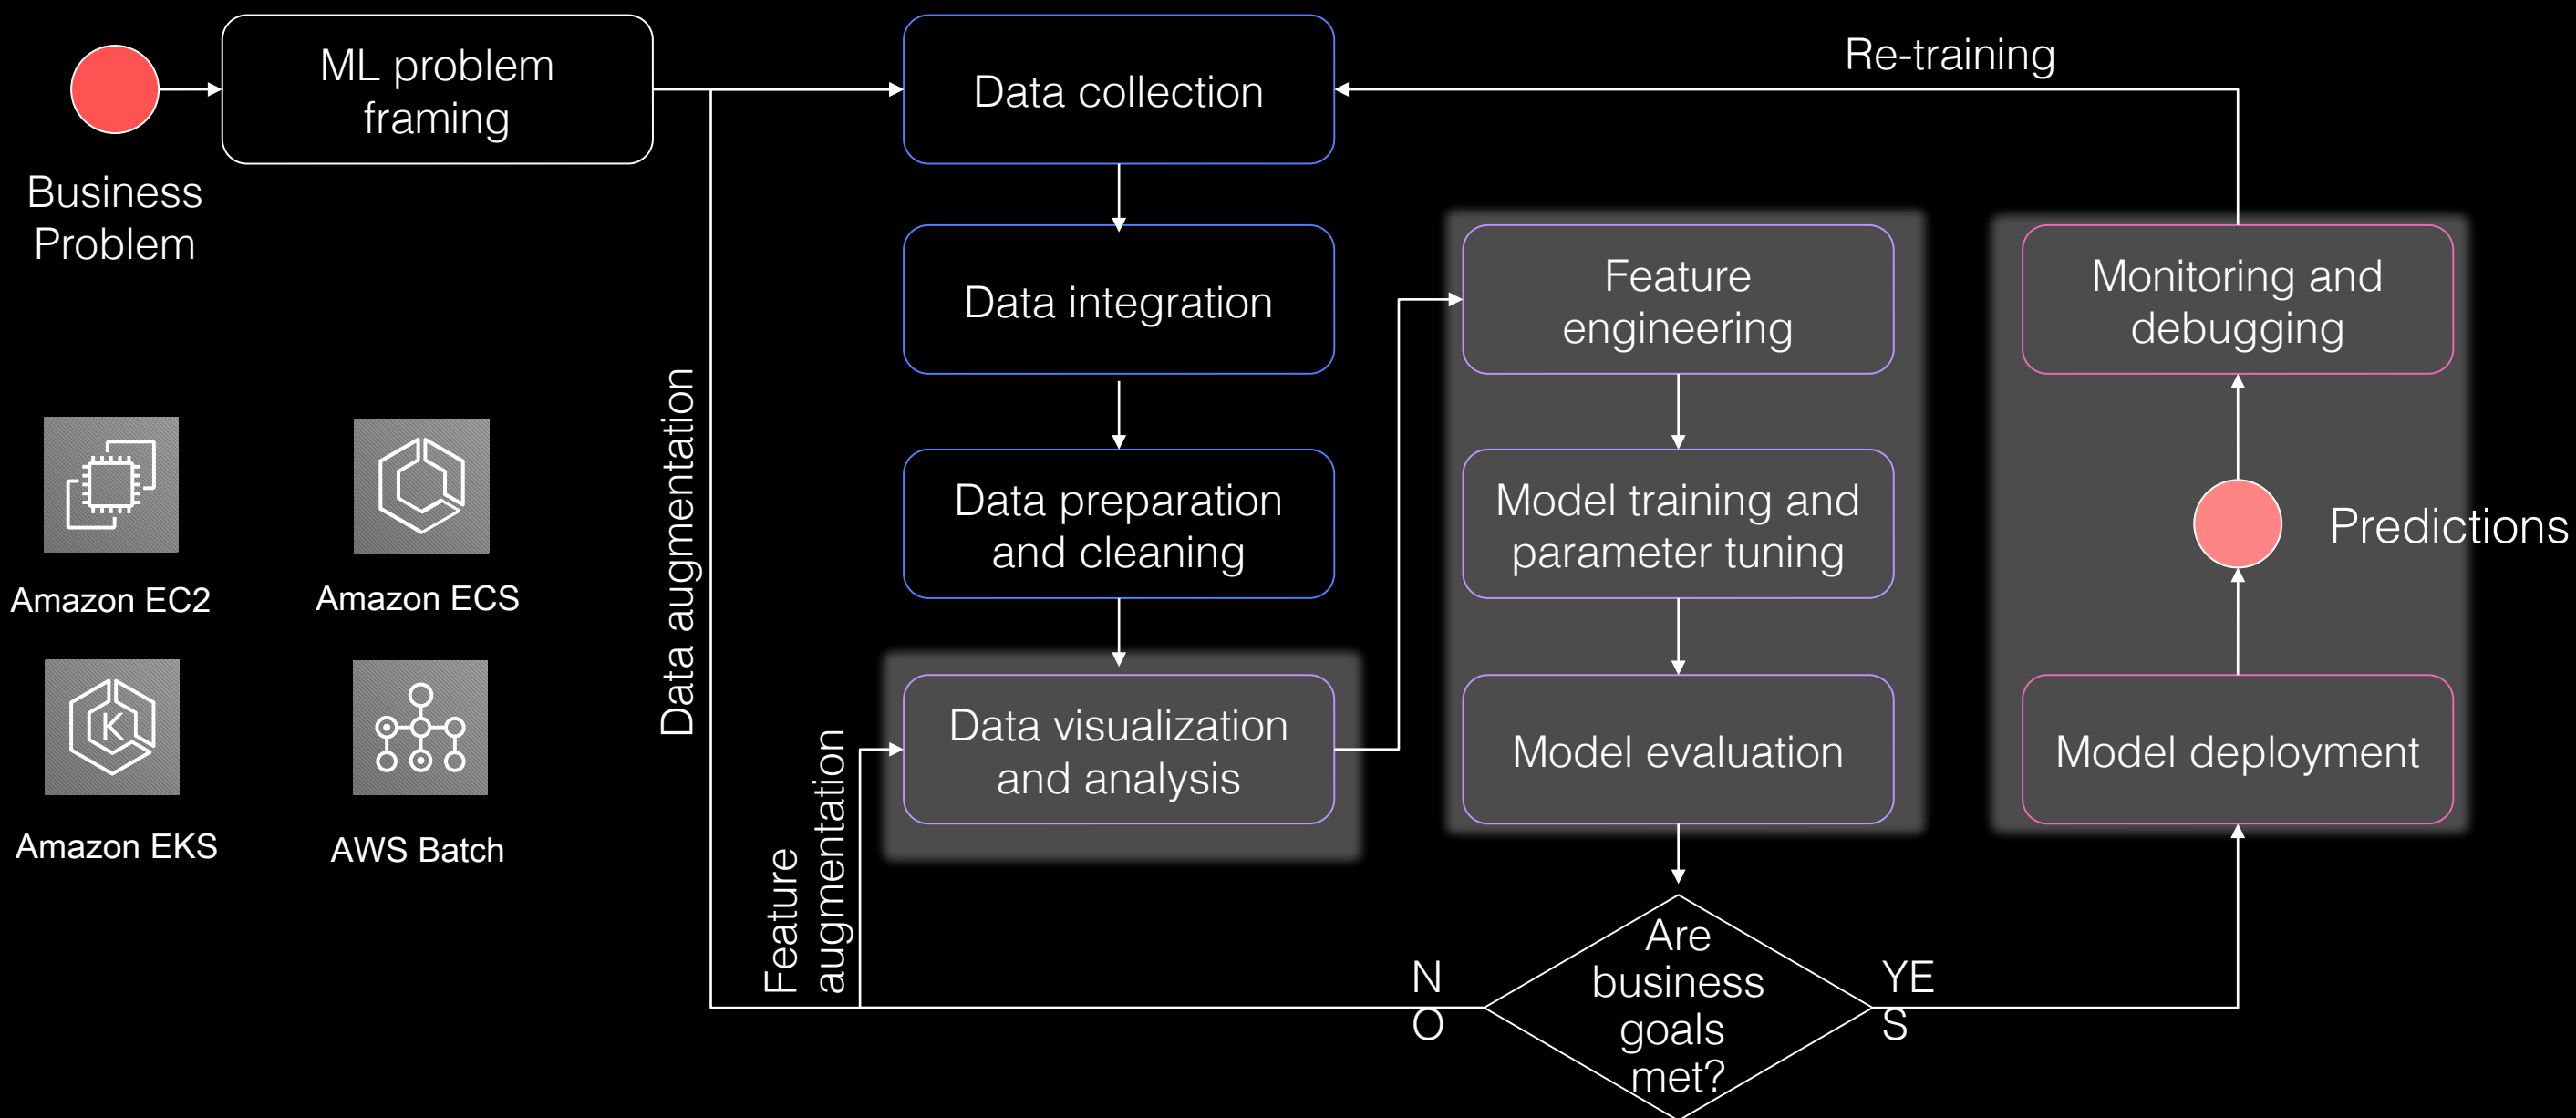 Business
Problem
ML problem
framing
Data collection
Re-training
Data integration
Data preparation
and cleaning
Data visualization
and analysis
Data augmentation
Feature
augmentation
Feature
engineering
Model training and
parameter tuning
Model evaluation
Are
business
goals
met?
N
O
YE
S
Monitoring and
debugging
Predictions
Model deployment
Amazon EC2
Amazon ECS
K
Amazon EKS
AWS Batch